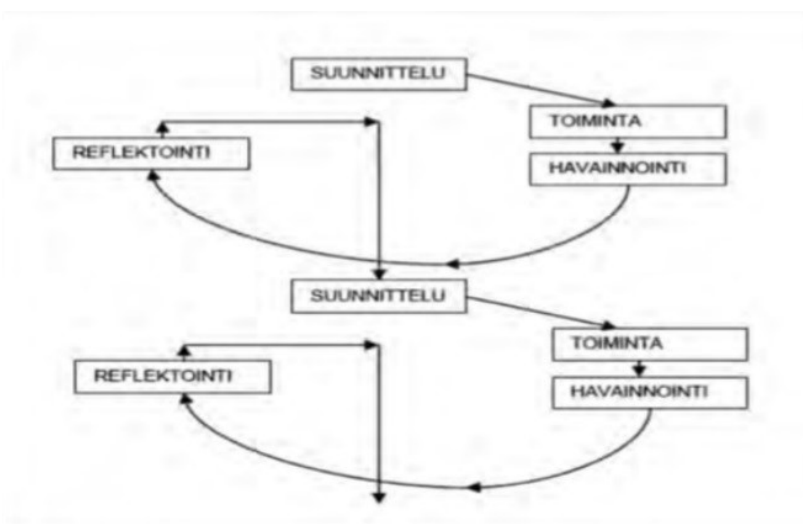 SUUNNITTELU
TOIMINTA
HAVAINNOINTI
REFLEKTOINTI
SUUNNITTELU
TOIMINTA
HAVAINNOINTI
REFLEKTOINTI